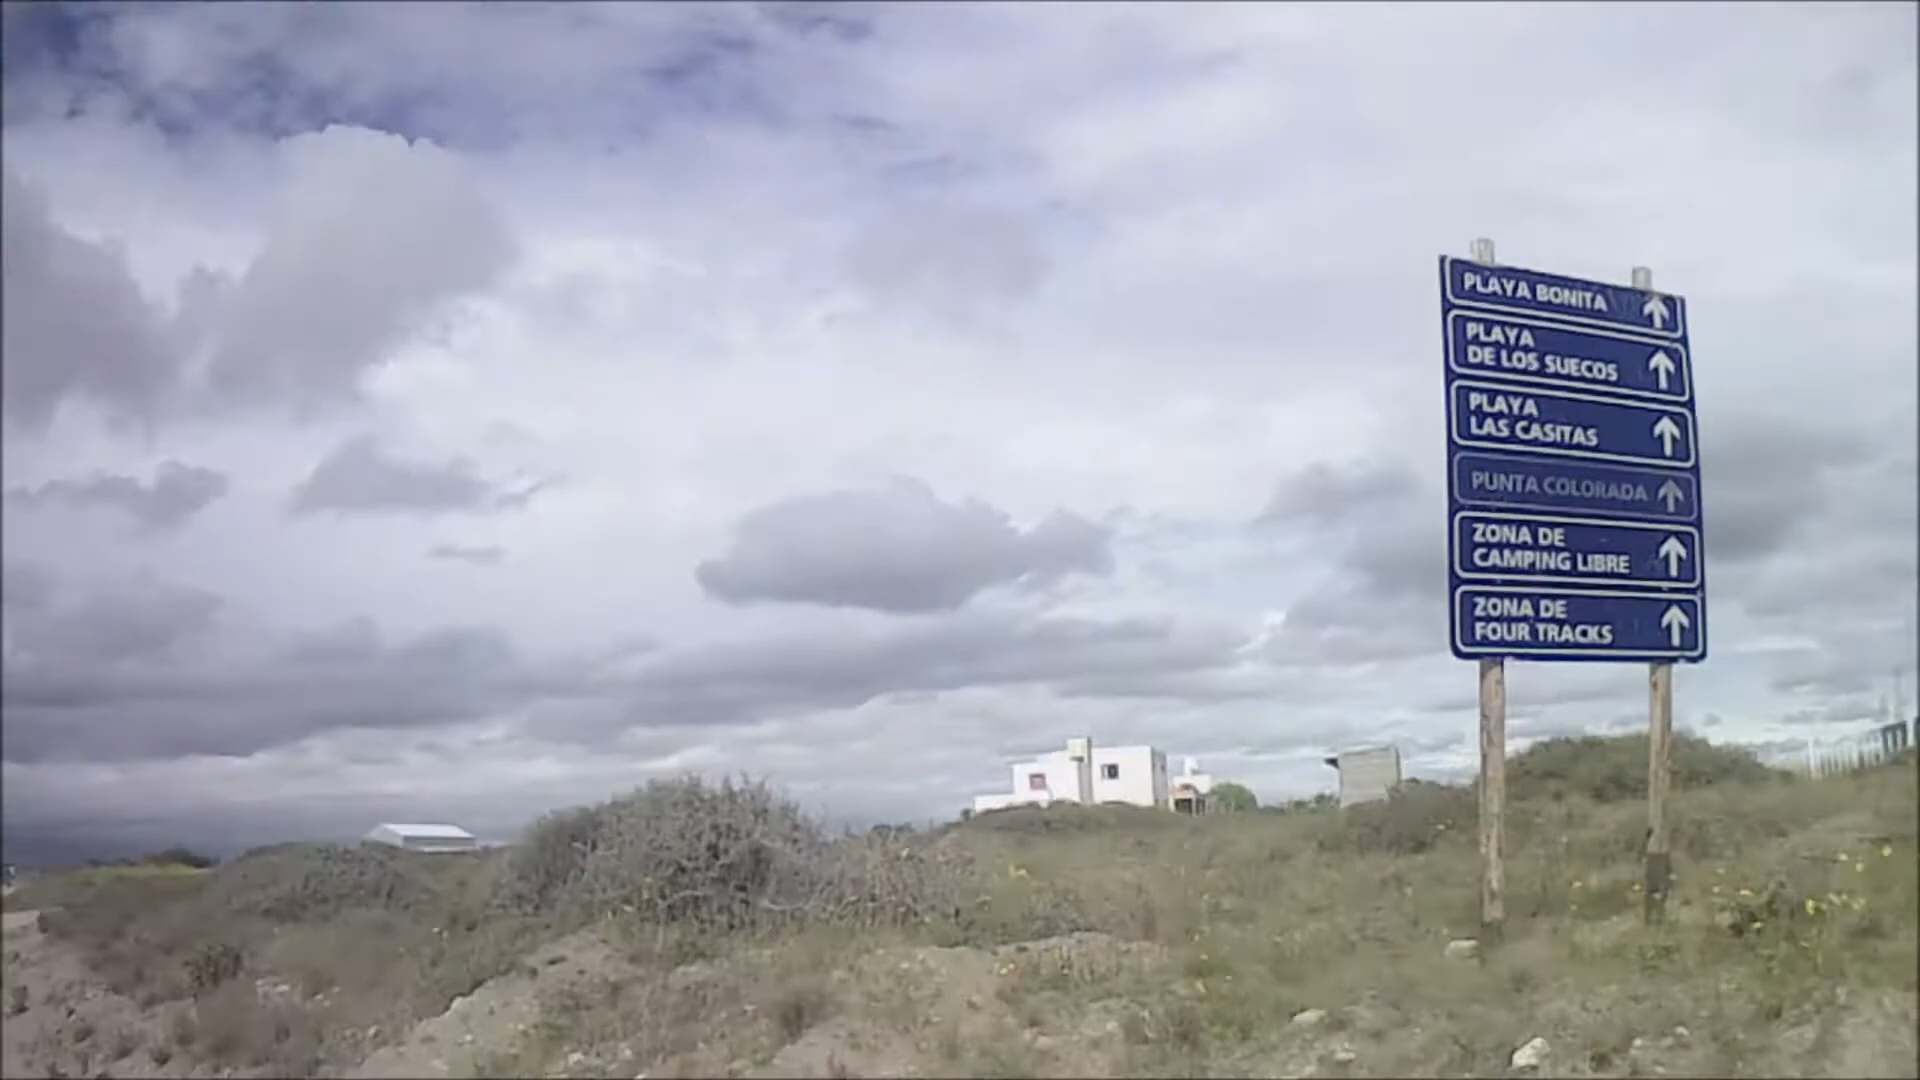 PLAYA BONITA
PLAYA
DE LOS SUECOS
PLAYA
LAS CASITAS
PUNTA COLORADA
ZONA DE
CAMPING LIBRE
ZONA DE
FOUR TRACKS